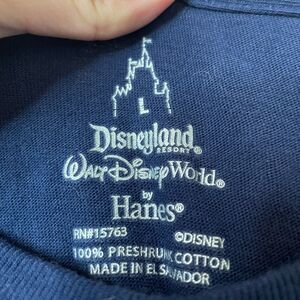 L
Disneyland
RESORT®
Walt Disney World®
by
Hanes®
RN#15763 ©DISNEY
100% PRESHRUNK COTTON
MADE IN EL SALVADOR